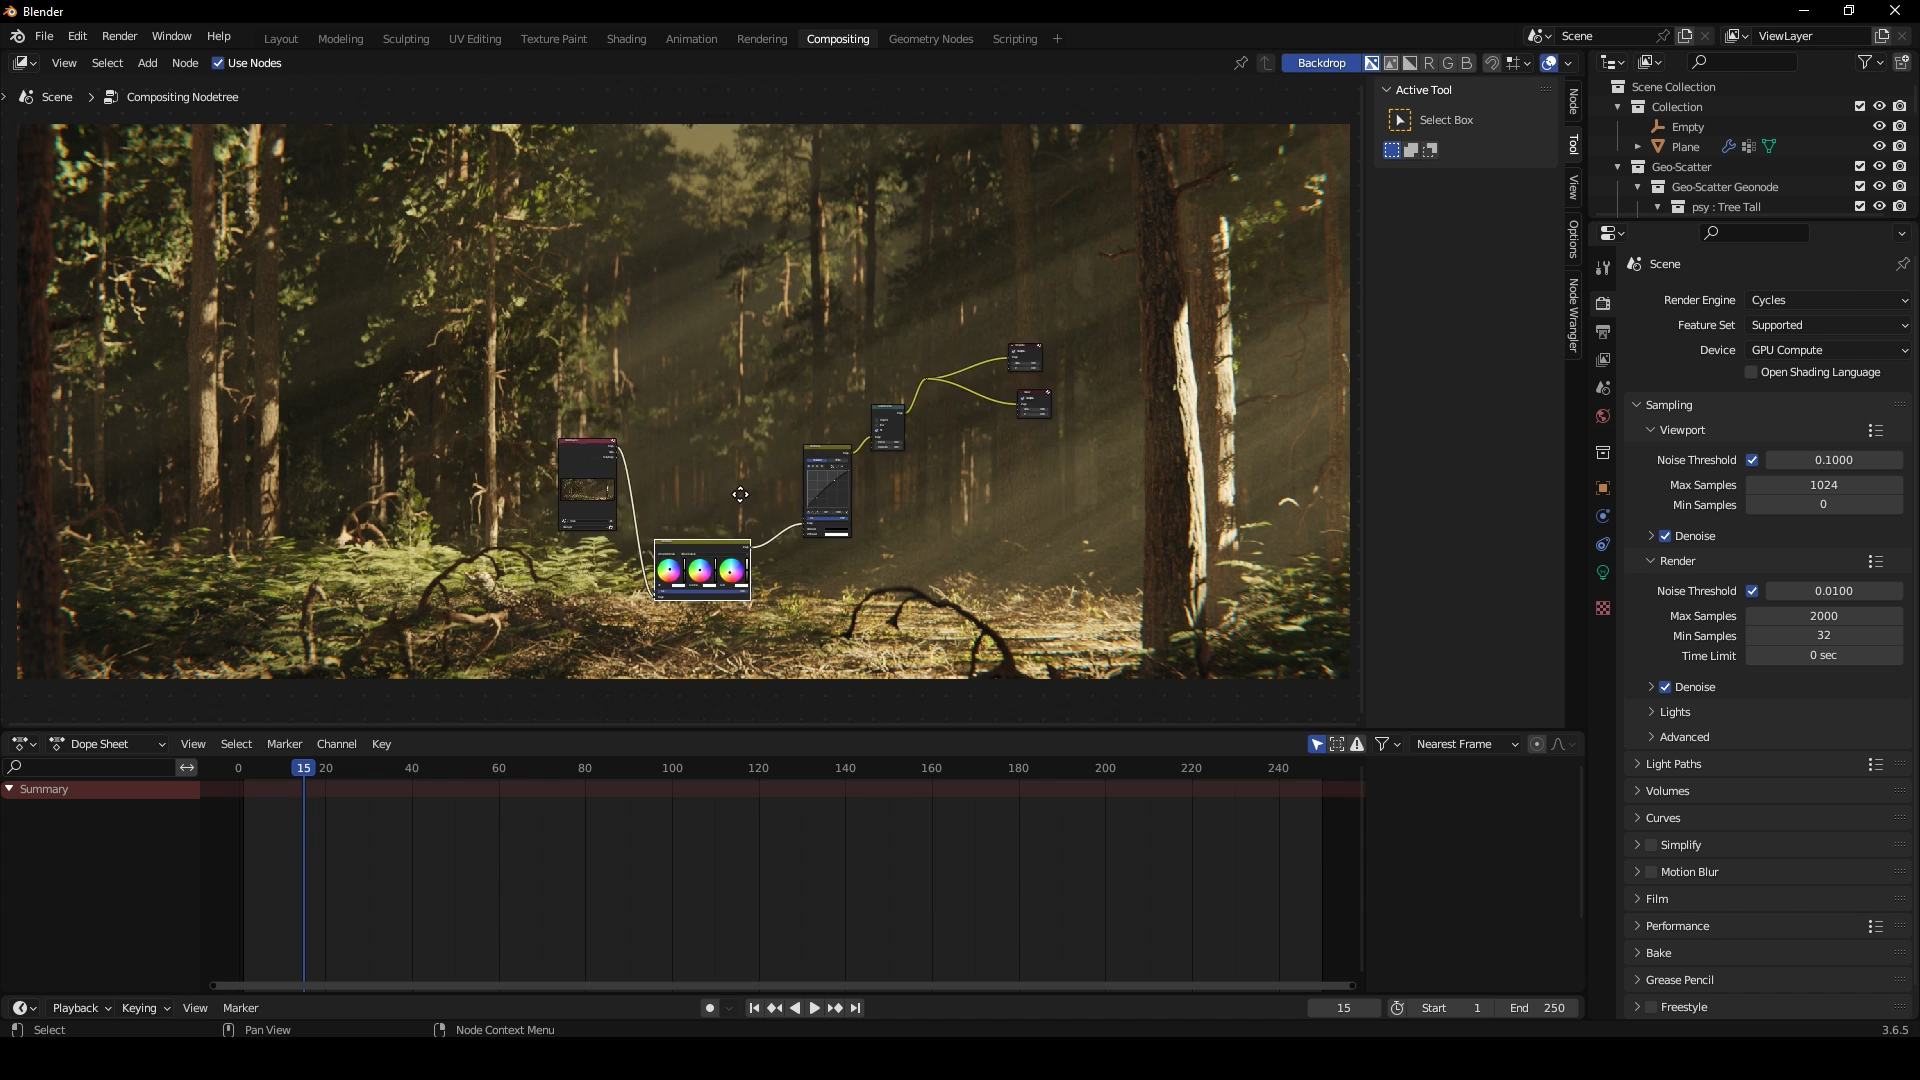 Blender
File Edit Render Window Help
Layout Modeling Sculpting UV Editing Texture Paint Shading Animation Rendering Compositing Geometry Nodes Scripting +
Scene
ViewLayer
View Select Add Node Use Nodes
Backdrop
R G B
Scene > Compositing Nodetree
Active Tool
Select Box
Node
Tool
View
Options
Node Wrangler
Scene Collection
Collection
Empty
Plane
Geo-Scatter
Geo-Scatter Geonode
psy : Tree Tall
Scene
Render Engine Cycles
Feature Set Supported
Device GPU Compute
Open Shading Language
Sampling
Viewport
Noise Threshold 0.1000
Max Samples 1024
Min Samples 0
Denoise
Render
Noise Threshold 0.0100
Max Samples 2000
Min Samples 32
Time Limit 0 sec
Denoise
Lights
Advanced
Light Paths
Volumes
Curves
Simplify
Motion Blur
Film
Performance
Bake
Grease Pencil
Freestyle
Dope Sheet View Select Marker Channel Key
Nearest Frame
0 15 20 40 60 80 100 120 140 160 180 200 220 240
Summary
Playback Keying View Marker
15 Start 1 End 250
Select Pan View Node Context Menu
3.6.5